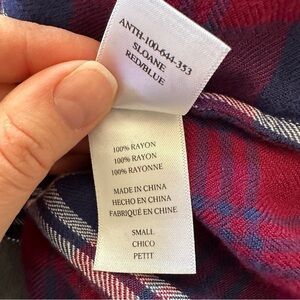 ANTH-100-644-353
SLOANE
RED/BLUE
100% RAYON
100% RAYON
100% RAYONNE
MADE IN CHINA
HECHO EN CHINA
FABRIQUÉ EN CHINE
SMALL
CHICO
PETIT